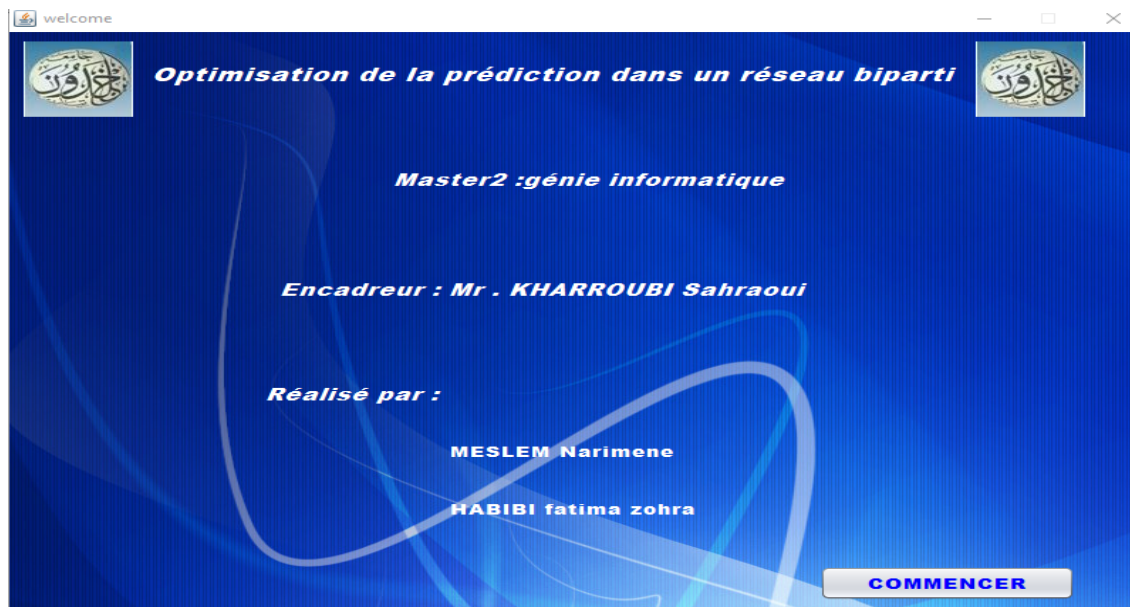 welcome
Optimisation de la prédiction dans un réseau biparti
Master2 :génie informatique
Encadreur : Mr . KHARROUBI Sahraoui
Réalisé par :
MESLEM Narimene
HABIBI fatima zohra
COMMENCER